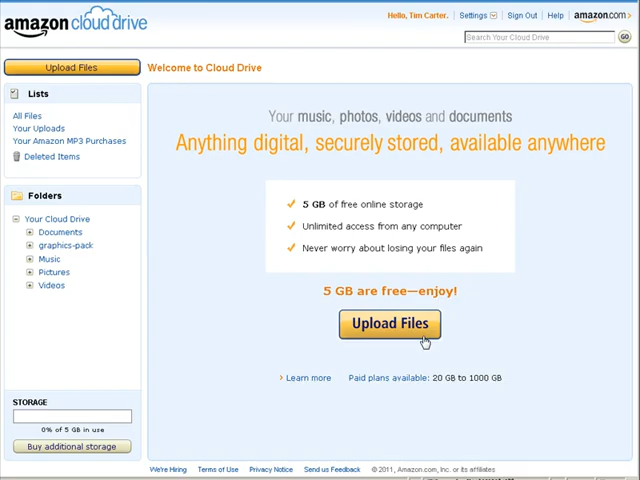 amazon cloud drive
Hello, Tim Carter. Settings Sign Out Help amazon.com
Search Your Cloud Drive GO
Upload Files
Welcome to Cloud Drive
Lists
All Files
Your Uploads
Your Amazon MP3 Purchases
Deleted Items
Folders
Your Cloud Drive
Documents
graphics-pack
Music
Pictures
Videos
STORAGE
0% of 5 GB in use
Buy additional storage
Your music, photos, videos and documents
Anything digital, securely stored, available anywhere
5 GB of free online storage
Unlimited access from any computer
Never worry about losing your files again
5 GB are free—enjoy!
Upload Files
Learn more Paid plans available: 20 GB to 1000 GB
We're Hiring Terms of Use Privacy Notice Send us Feedback © 2011, Amazon.com, Inc. or its affiliates